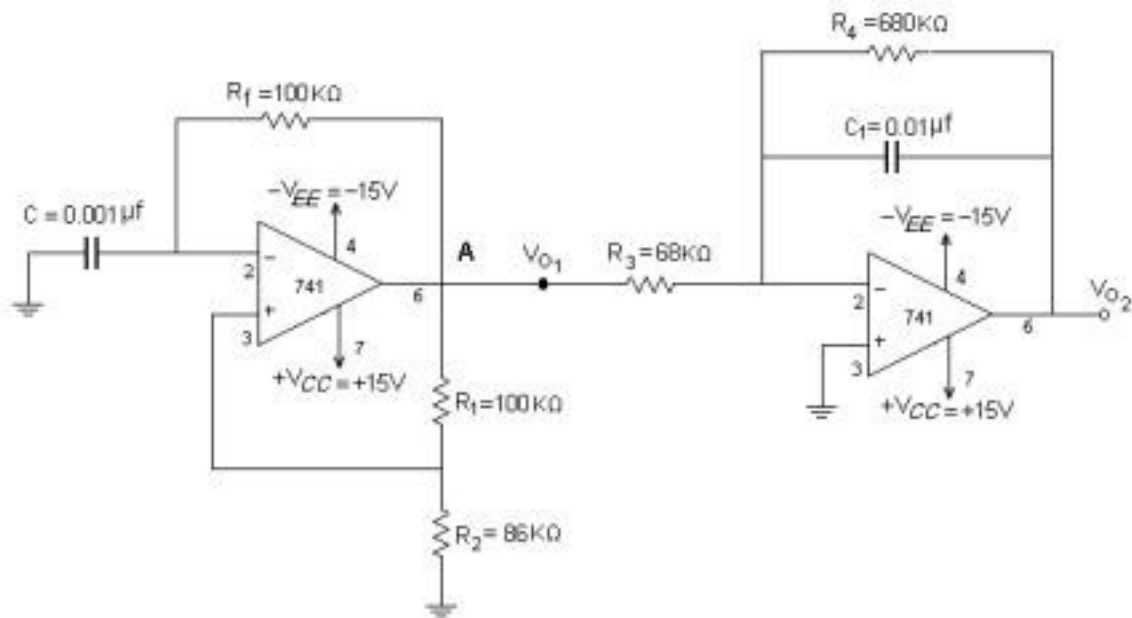 R4 =680KΩ
Rf =100KΩ
C1=0.01µf
–VEE=–15V
C = 0.001µf
4
–VEE=–15V
A
VO1
R3=68KΩ
4
2
–
741
6
+
3
7
2
–
741
6
VO2
+
3
7
+VCC=+15V
R1=100KΩ
+VCC=+15V
R2= 86KΩ